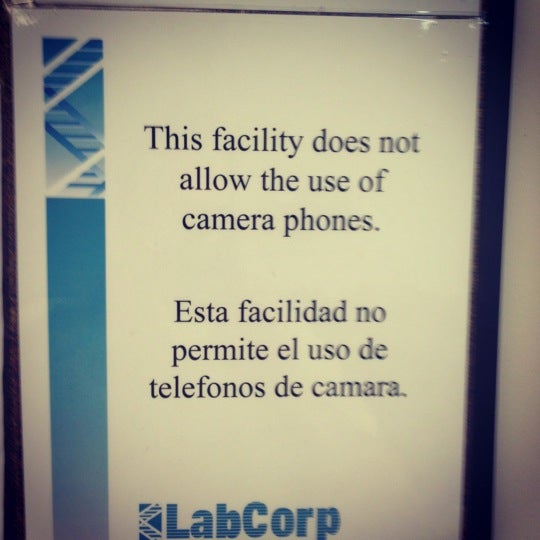 This facility does not
allow the use of
camera phones.
Esta facilidad no
permite el uso de
telefonos de camara.
LabCorp